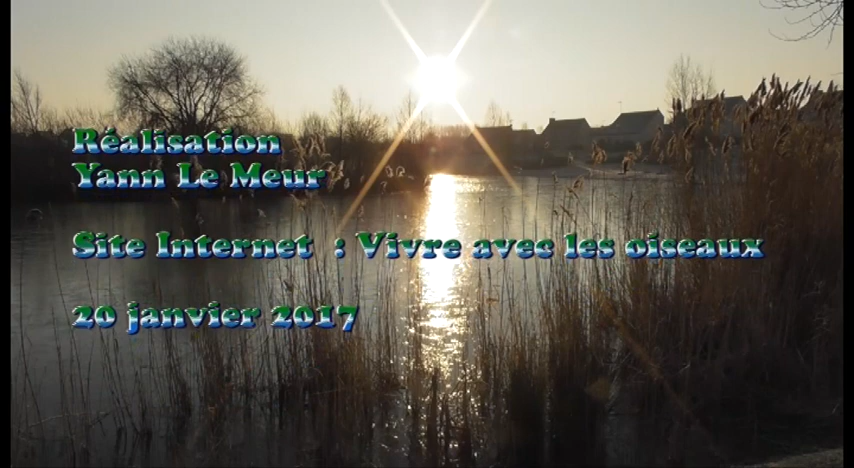 Réalisation
Yann Le Meur
Site Internet : Vivre avec les oiseaux
20 janvier 2017